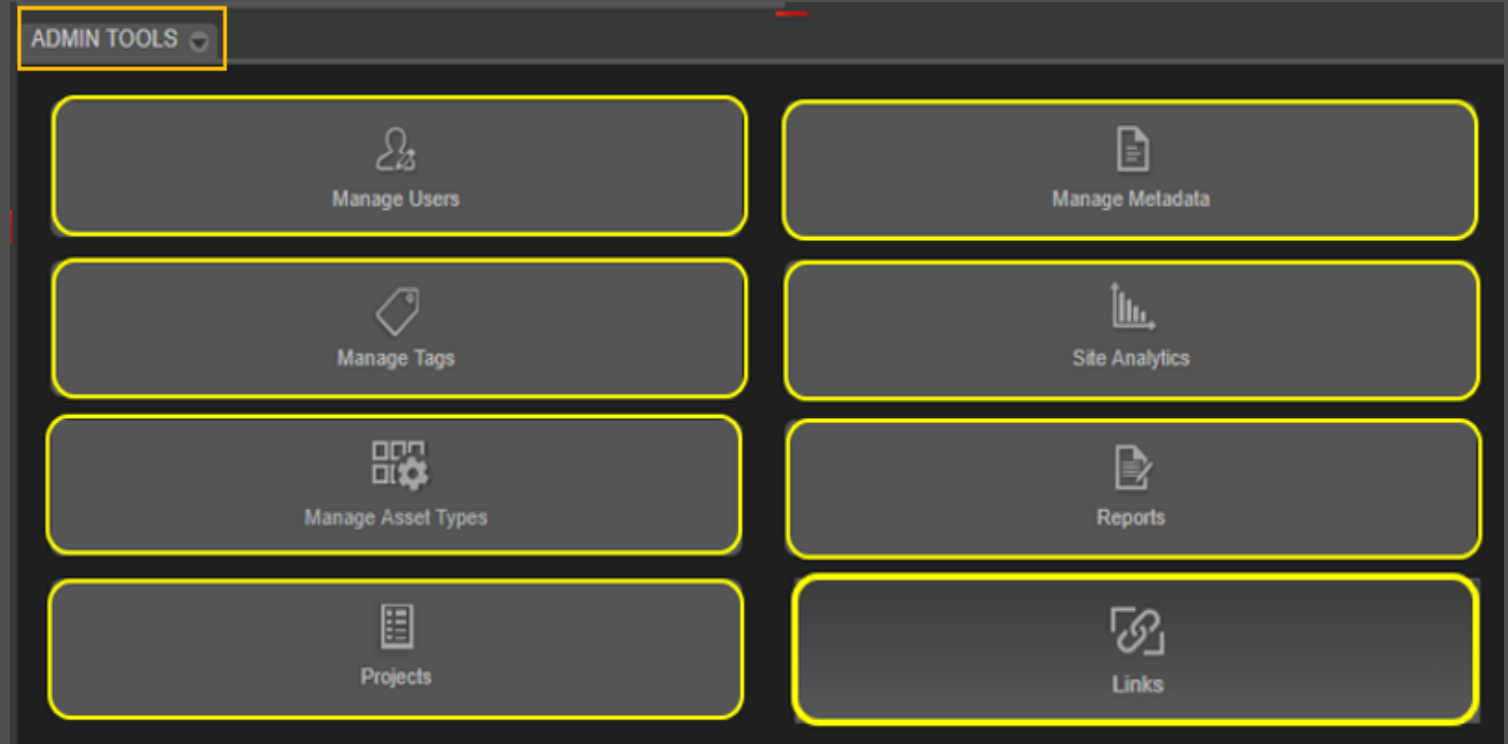 ADMIN TOOLS
Manage Users
Manage Metadata
Manage Tags
Site Analytics
Manage Asset Types
Reports
Projects
Links